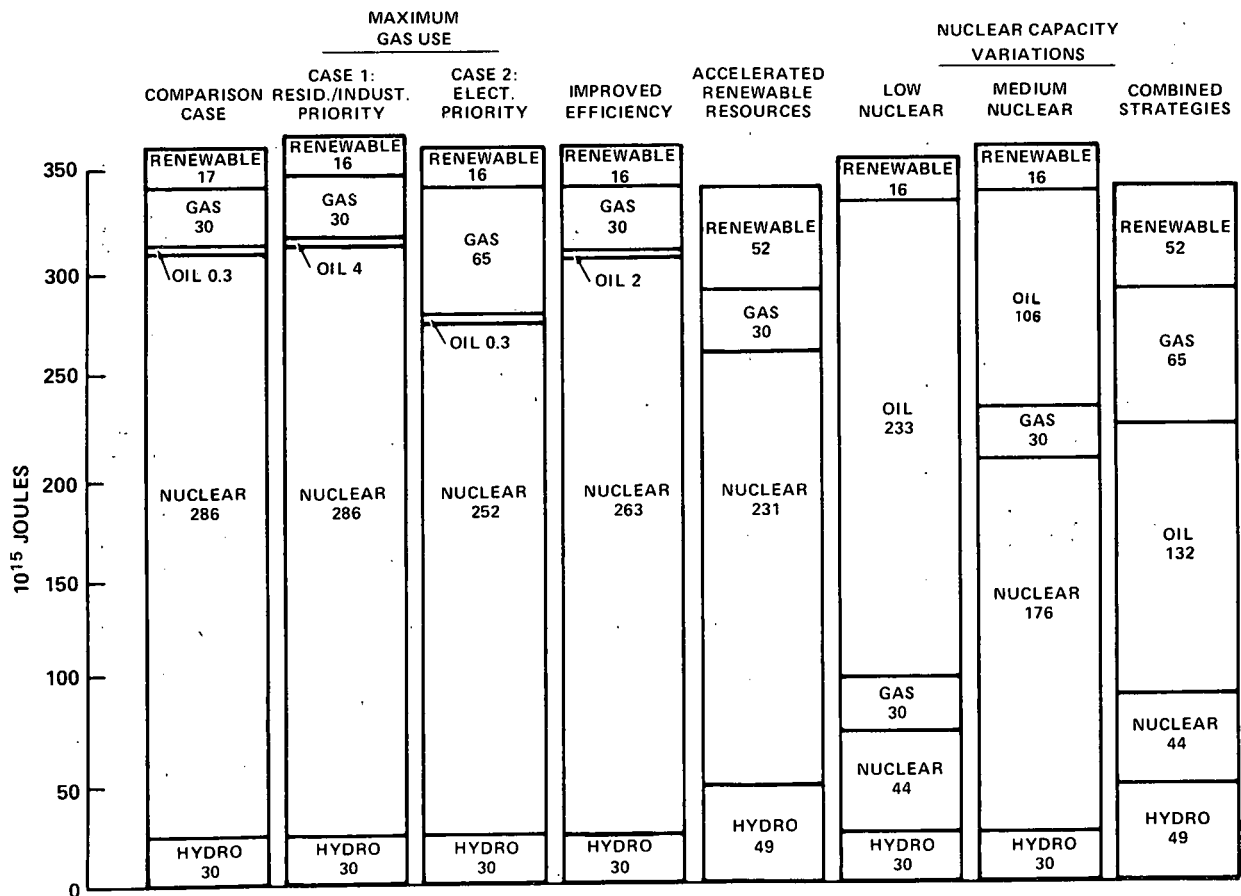 MAXIMUM
GAS USE
NUCLEAR CAPACITY
VARIATIONS
COMPARISON
CASE
CASE 1:
RESID./INDUST.
PRIORITY
CASE 2:
ELECT.
PRIORITY
IMPROVED
EFFICIENCY
ACCELERATED
RENEWABLE
RESOURCES
LOW
NUCLEAR
MEDIUM
NUCLEAR
COMBINED
STRATEGIES
10¹⁵ JOULES
350
300
250
200
150
100
50
0
RENEWABLE
17
GAS
30
OIL 0.3
NUCLEAR
286
HYDRO
30
RENEWABLE
16
GAS
30
OIL 4
NUCLEAR
286
HYDRO
30
RENEWABLE
16
GAS
65
OIL 0.3
NUCLEAR
252
HYDRO
30
RENEWABLE
16
GAS
30
OIL 2
NUCLEAR
263
HYDRO
30
RENEWABLE
52
GAS
30
NUCLEAR
231
HYDRO
49
RENEWABLE
16
OIL
233
GAS
30
NUCLEAR
44
HYDRO
30
RENEWABLE
16
OIL
106
GAS
30
NUCLEAR
176
HYDRO
30
RENEWABLE
52
GAS
65
OIL
132
NUCLEAR
44
HYDRO
49